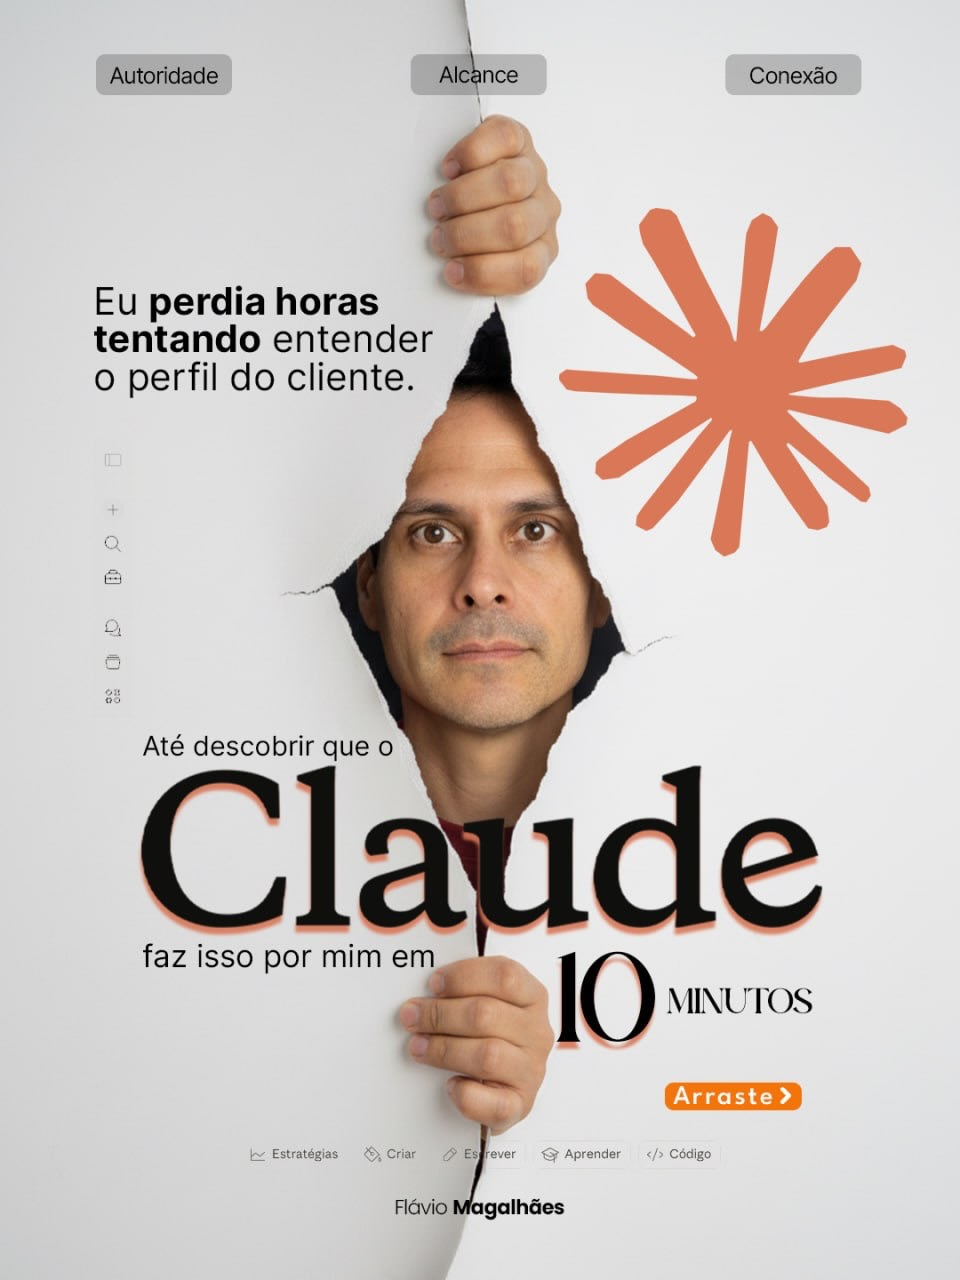 Autoridade
Alcance
Conexão
Eu perdia horas
tentando entender
o perfil do cliente.
Até descobrir que o
Claude
faz isso por mim em
10 MINUTOS
Arraste
Estratégias
Criar
Escrever
Aprender
Código
Flávio Magalhães